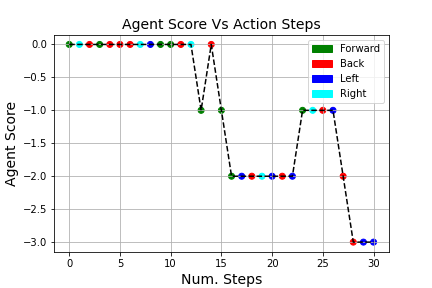 Agent Score Vs Action Steps
Agent Score
0.0
−0.5
−1.0
−1.5
−2.0
−2.5
−3.0
Forward
Back
Left
Right
0 5 10 15 20 25 30
Num. Steps